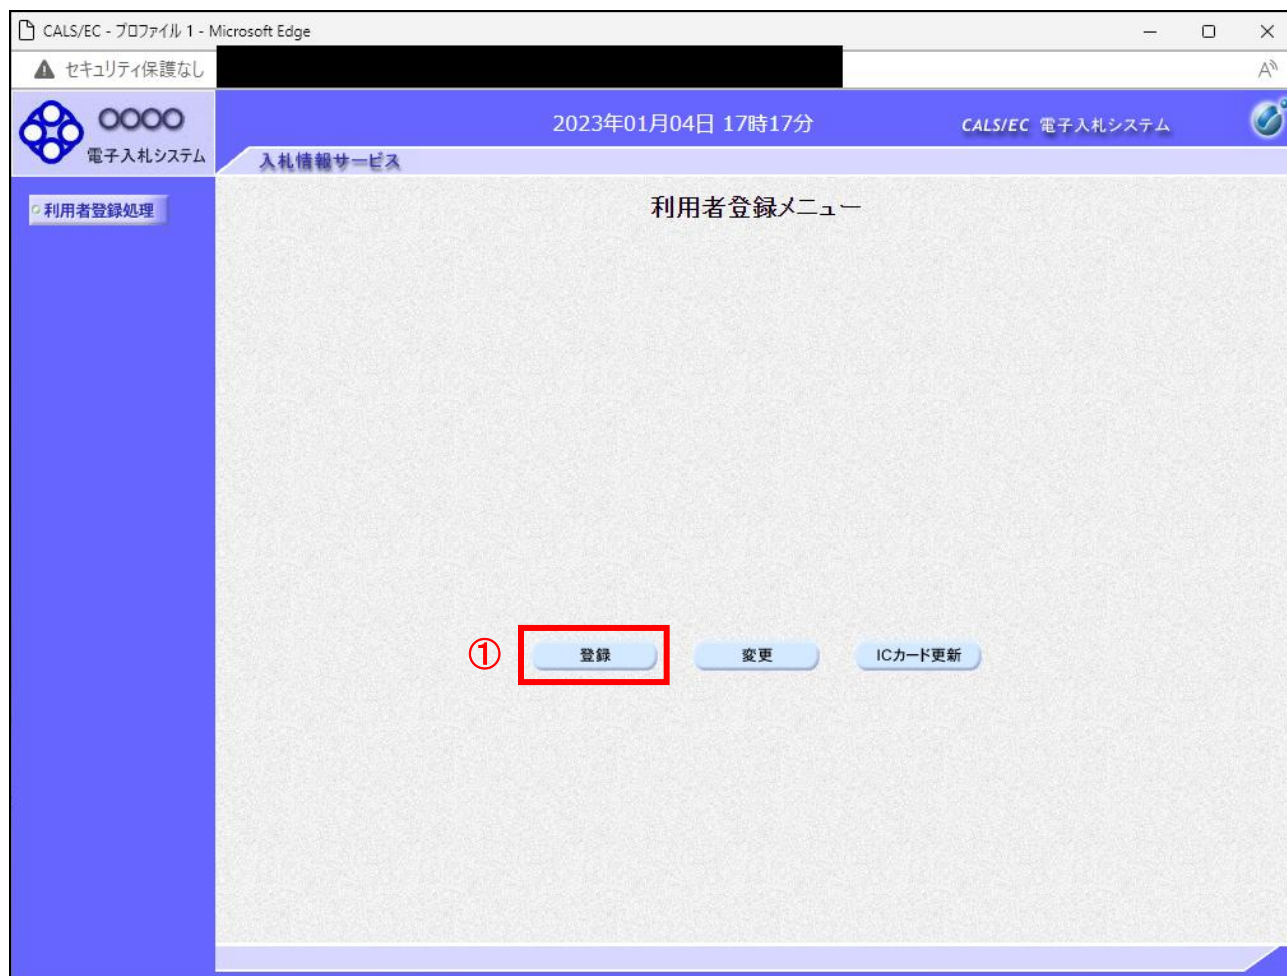 CALS/EC - プロファイル 1 - Microsoft Edge
セキュリティ保護なし
A
OOOO
電子入札システム
2023年01月04日 17時17分
CALS/EC 電子入札システム
入札情報サービス
利用者登録処理
利用者登録メニュー
① 登録 変更 ICカード更新